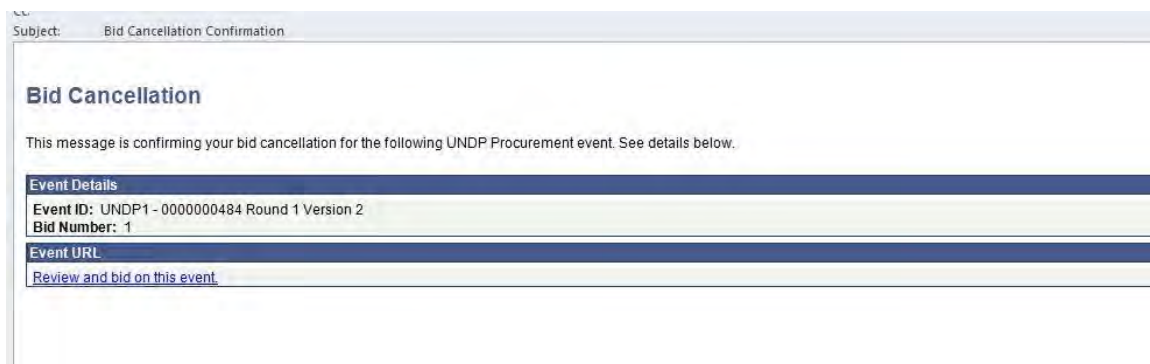 Subject: Bid Cancellation Confirmation
Bid Cancellation
This message is confirming your bid cancellation for the following UNDP Procurement event. See details below.
Event Details
Event ID: UNDP1 - 0000000484 Round 1 Version 2
Bid Number: 1
Event URL
Review and bid on this event.